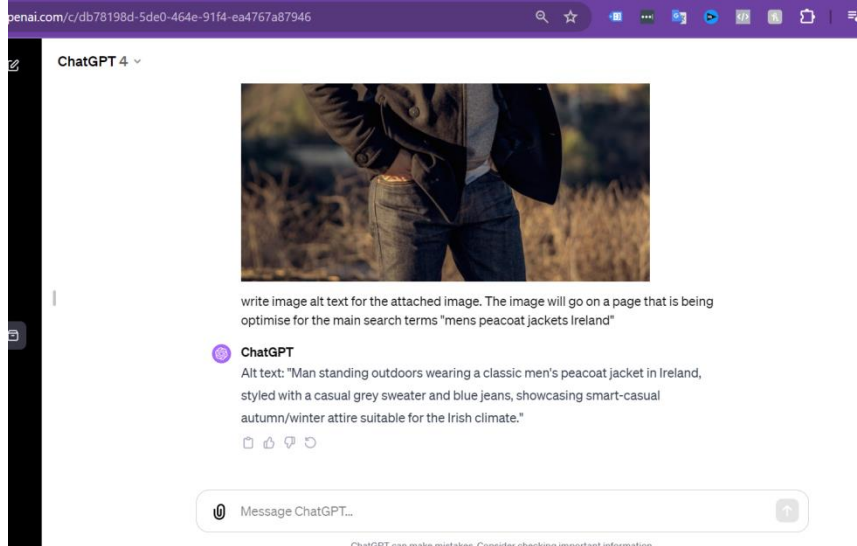 penai.com/c/db78198d-5de0-464e-91f4-ea4767a87946
ChatGPT 4
write image alt text for the attached image. The image will go on a page that is being
optimise for the main search terms "mens peacoat jackets Ireland"
ChatGPT
Alt text: "Man standing outdoors wearing a classic men's peacoat jacket in Ireland,
styled with a casual grey sweater and blue jeans, showcasing smart-casual
autumn/winter attire suitable for the Irish climate."
Message ChatGPT...
ChatGPT can make mistakes. Consider checking important information.